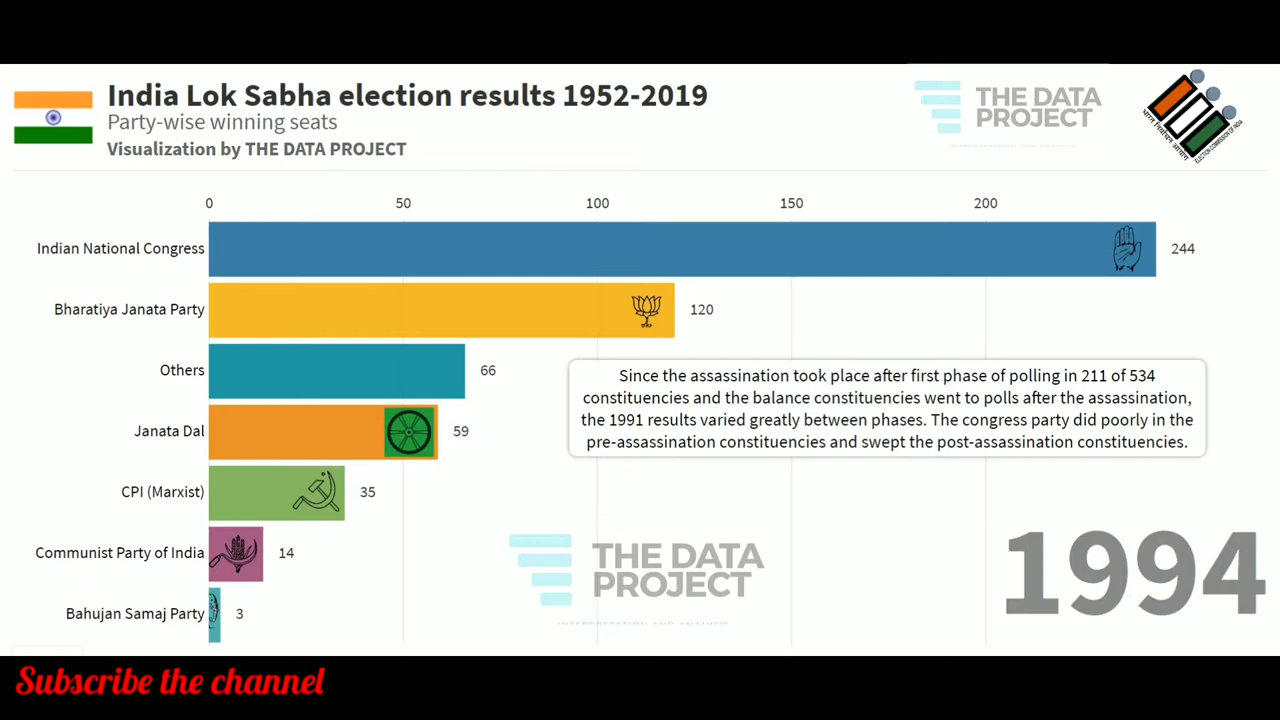 India Lok Sabha election results 1952-2019
Party-wise winning seats
Visualization by THE DATA PROJECT
THE DATA
PROJECT
ELECTION COMMISSION OF INDIA
0 50 100 150 200
Indian National Congress 244
Bharatiya Janata Party 120
Others 66
Janata Dal 59
CPI (Marxist) 35
Communist Party of India 14
Bahujan Samaj Party 3
Since the assassination took place after first phase of polling in 211 of 534
constituencies and the balance constituencies went to polls after the assassination,
the 1991 results varied greatly between phases. The congress party did poorly in the
pre-assassination constituencies and swept the post-assassination constituencies.
THE DATA
PROJECT
1994
Subscribe the channel